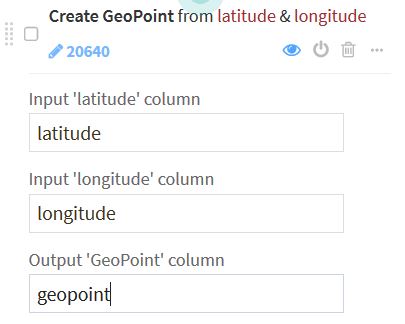 Create GeoPoint from latitude & longitude
20640
Input 'latitude' column
latitude
Input 'longitude' column
longitude
Output 'GeoPoint' column
geopoint